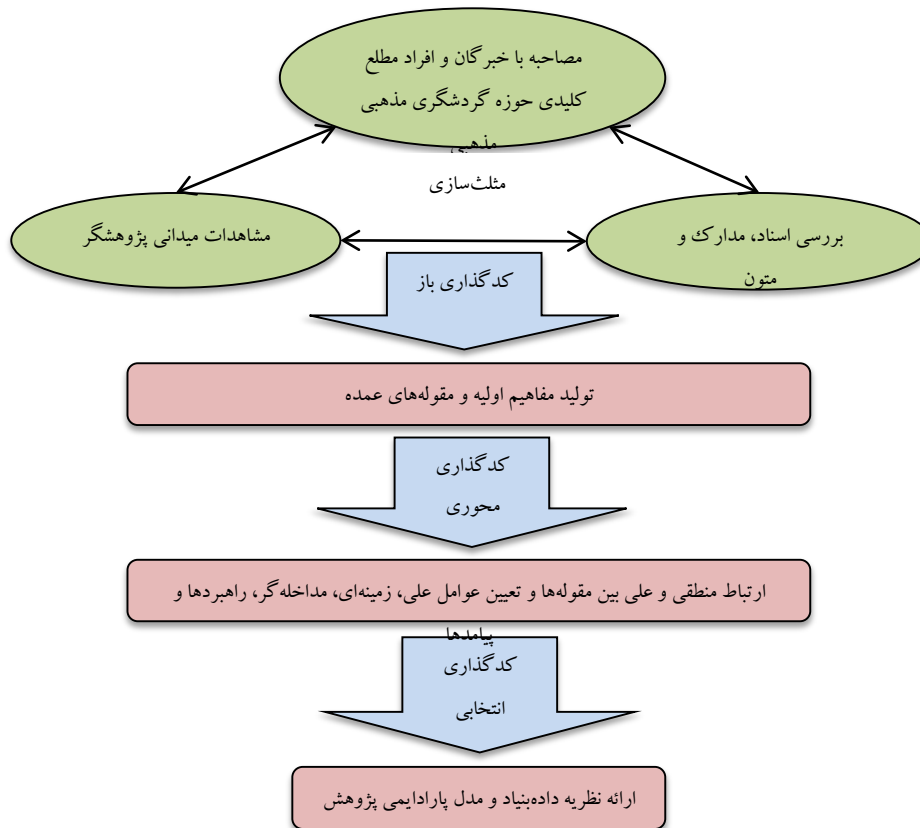 مصاحبه با خبرگان و افراد مطلع
کلیدی حوزه گردشگری مذهبی
مذهبی
مثلث‌سازی
بررسی اسناد، مدارک و
متون
مشاهدات میدانی پژوهشگر
کدگذاری باز
تولید مفاهیم اولیه و مقوله‌های عمده
کدگذاری
محوری
ارتباط منطقی و علی بین مقوله‌ها و تعیین عوامل علی، زمینه‌ای، مداخله‌گر، راهبردها و
پیامدها
کدگذاری
انتخابی
ارائه نظریه داده‌بنیاد و مدل پارادایمی پژوهش